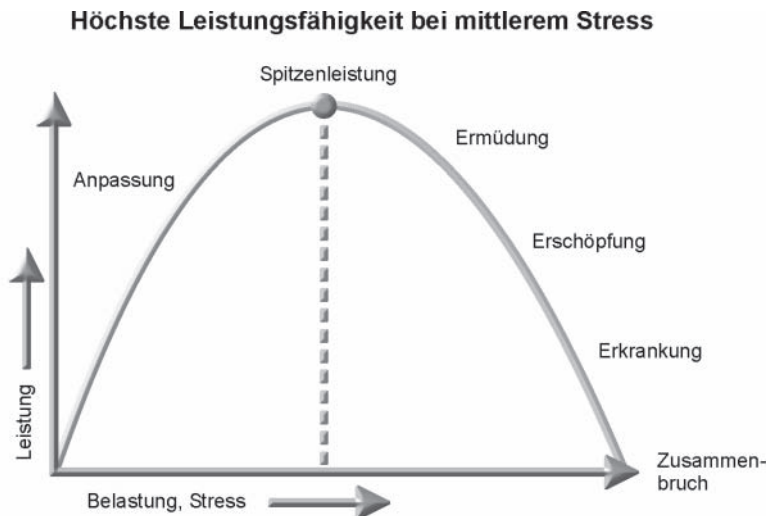 Höchste Leistungsfähigkeit bei mittlerem Stress
Spitzenleistung
Ermüdung
Anpassung
Erschöpfung
Erkrankung
Leistung
Zusammen-
bruch
Belastung, Stress